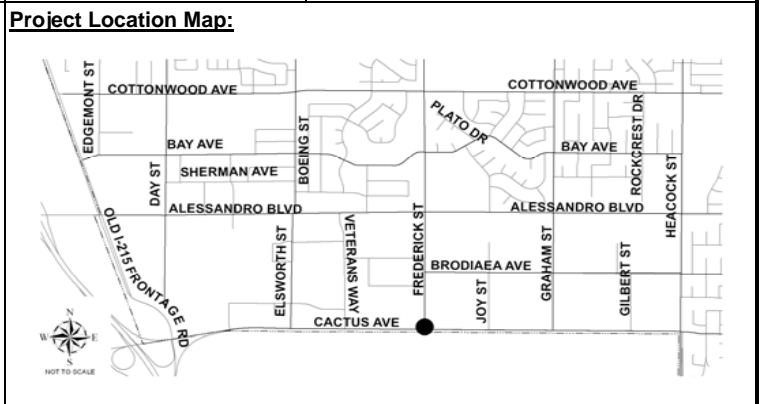 Project Location Map:
EDGEMONT ST
COTTONWOOD AVE
COTTONWOOD AVE
PLATO DR
ROCKCREST DR
BAY AVE
BOEING ST
BAY AVE
DAY ST
SHERMAN AVE
HEACOCK ST
ALESSANDRO BLVD
ALESSANDRO BLVD
OLD I-215 FRONTAGE RD
ELSWORTH ST
VETERANS WAY
FREDERICK ST
BRODIAEA AVE
JOY ST
GRAHAM ST
GILBERT ST
CACTUS AVE
N
W E
S
NOT TO SCALE